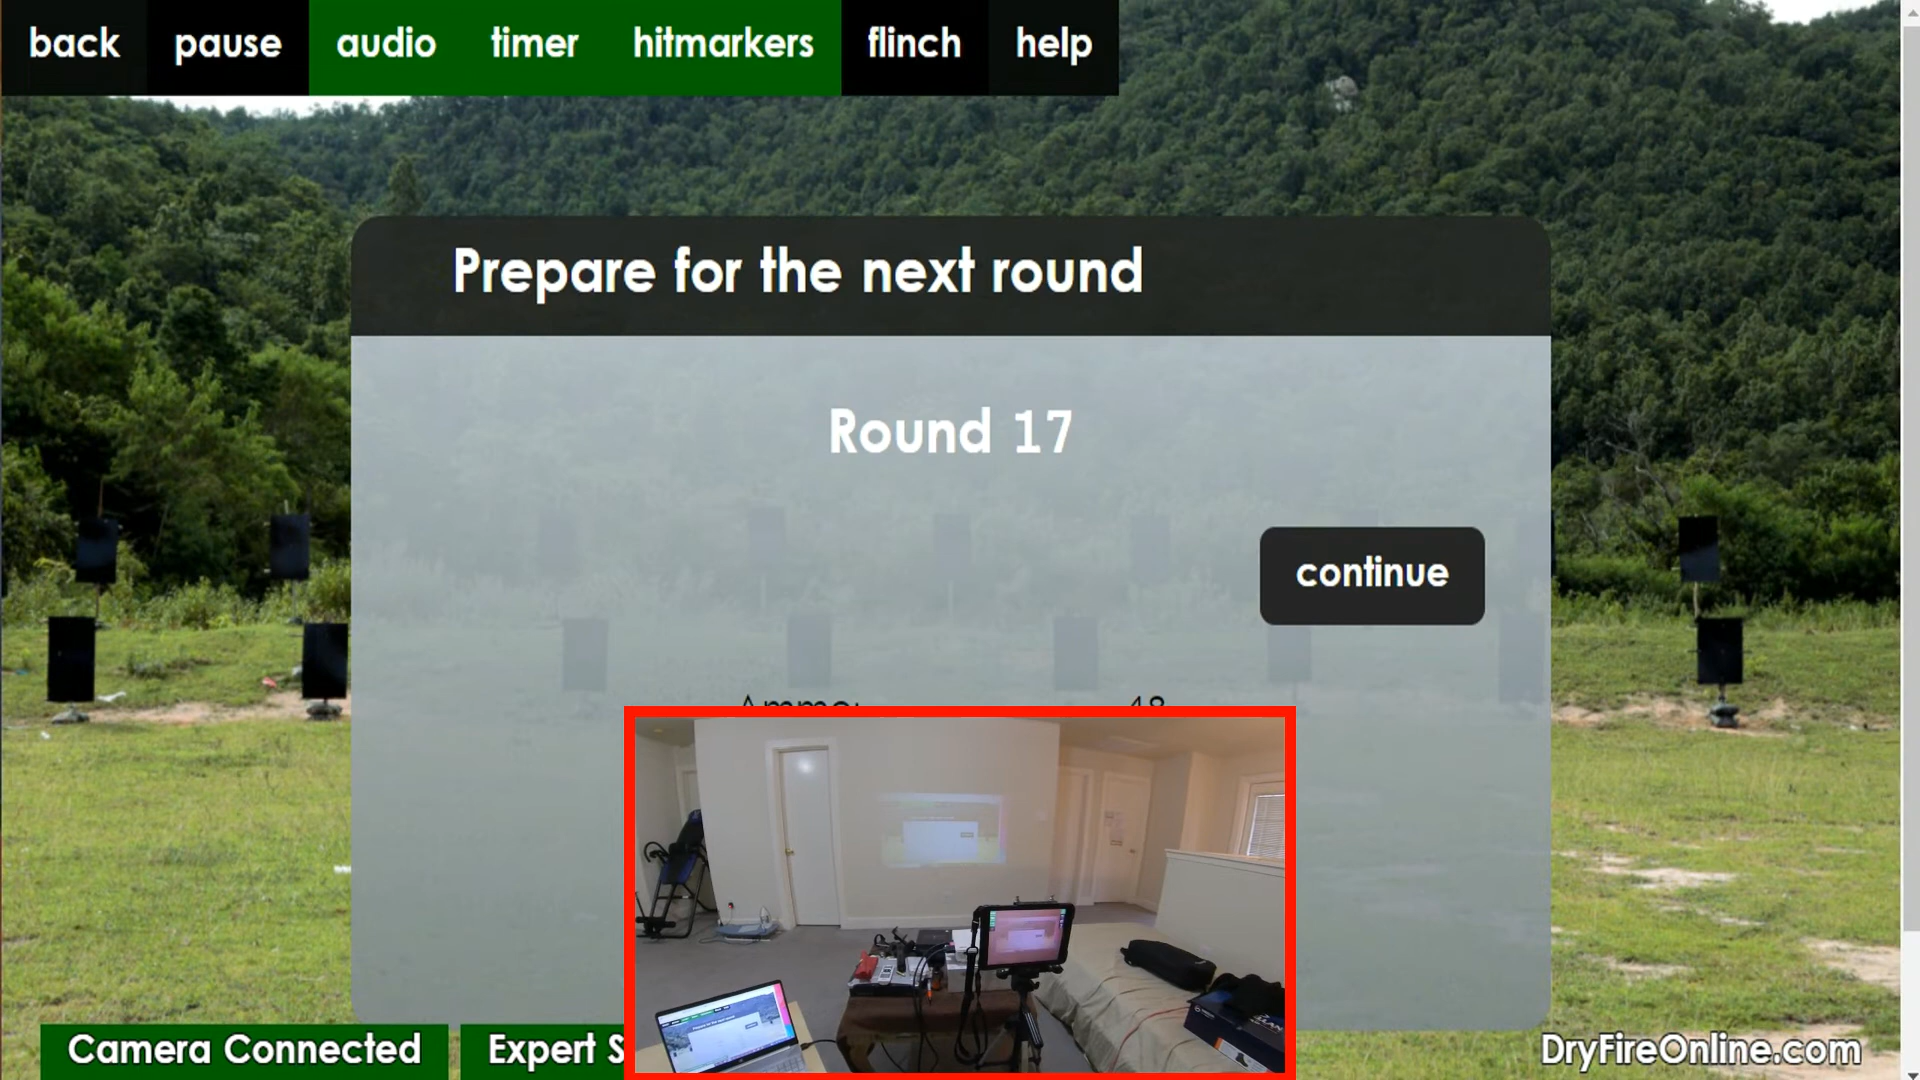 back pause audio timer hitmarkers flinch help
Prepare for the next round
Round 17
continue
Camera Connected Expert
DryFireOnline.com